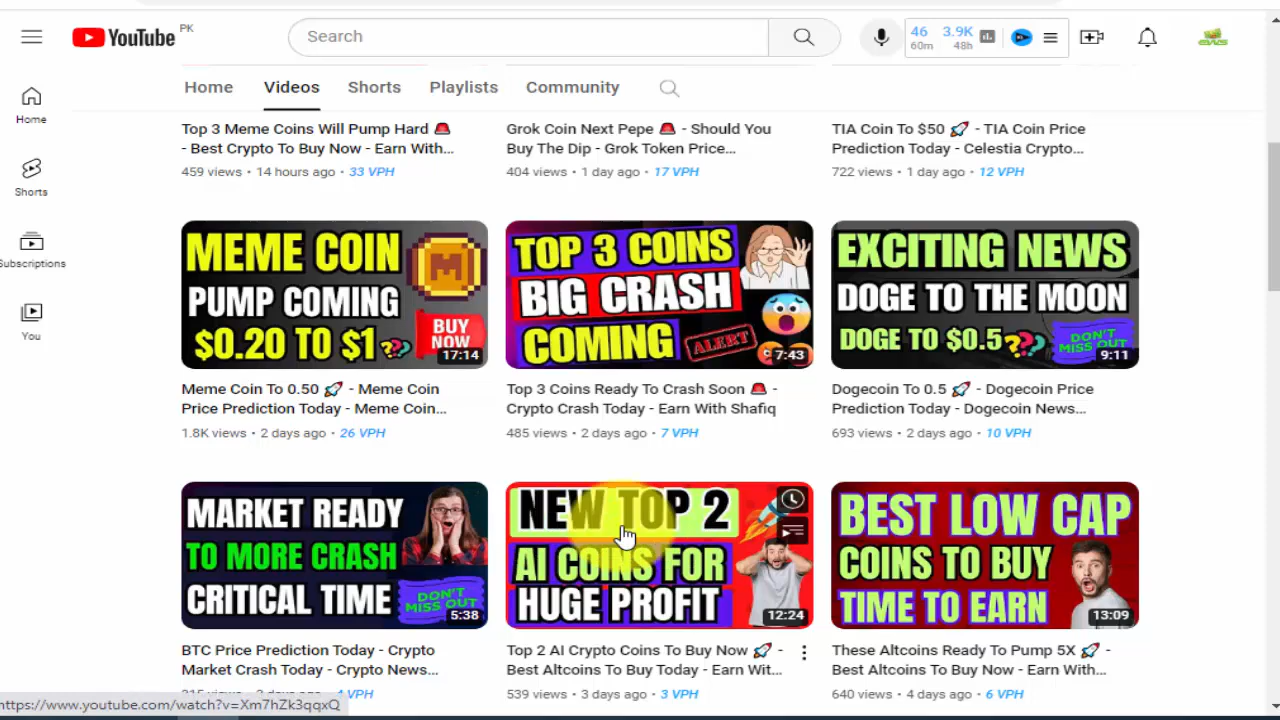 YouTube PK
Search
46 3.9K
60m 48h
Home
Shorts
Subscriptions
You
Home Videos Shorts Playlists Community
Top 3 Meme Coins Will Pump Hard 🚨
- Best Crypto To Buy Now - Earn With...
459 views • 14 hours ago • 33 VPH
Grok Coin Next Pepe 🚨 - Should You
Buy The Dip - Grok Token Price...
404 views • 1 day ago • 17 VPH
TIA Coin To $50 🚀 - TIA Coin Price
Prediction Today - Celestia Crypto...
722 views • 1 day ago • 12 VPH
MEME COIN
PUMP COMING
$0.20 TO $1??
BUY
NOW
17:14
Meme Coin To 0.50 🚀 - Meme Coin
Price Prediction Today - Meme Coin...
1.8K views • 2 days ago • 26 VPH
TOP 3 COINS
BIG CRASH
COMING
ALERT
7:43
Top 3 Coins Ready To Crash Soon 🚨 -
Crypto Crash Today - Earn With Shafiq
485 views • 2 days ago • 7 VPH
EXCITING NEWS
DOGE TO THE MOON
DOGE TO $0.5??
DON'T
MISS OUT
9:11
Dogecoin To 0.5 🚀 - Dogecoin Price
Prediction Today - Dogecoin News...
693 views • 2 days ago • 10 VPH
MARKET READY
TO MORE CRASH
CRITICAL TIME
DON'T
MISS OUT
5:38
BTC Price Prediction Today - Crypto
Market Crash Today - Crypto News...
4 VPH
NEW TOP 2
AI COINS FOR
HUGE PROFIT
12:24
Top 2 AI Crypto Coins To Buy Now 🚀 -
Best Altcoins To Buy Today - Earn Wit...
539 views • 3 days ago • 3 VPH
BEST LOW CAP
COINS TO BUY
TIME TO EARN
13:09
These Altcoins Ready To Pump 5X 🚀 -
Best Altcoins To Buy Now - Earn With...
640 views • 4 days ago • 6 VPH
https://www.youtube.com/watch?v=Xm7hZk3qqxQ